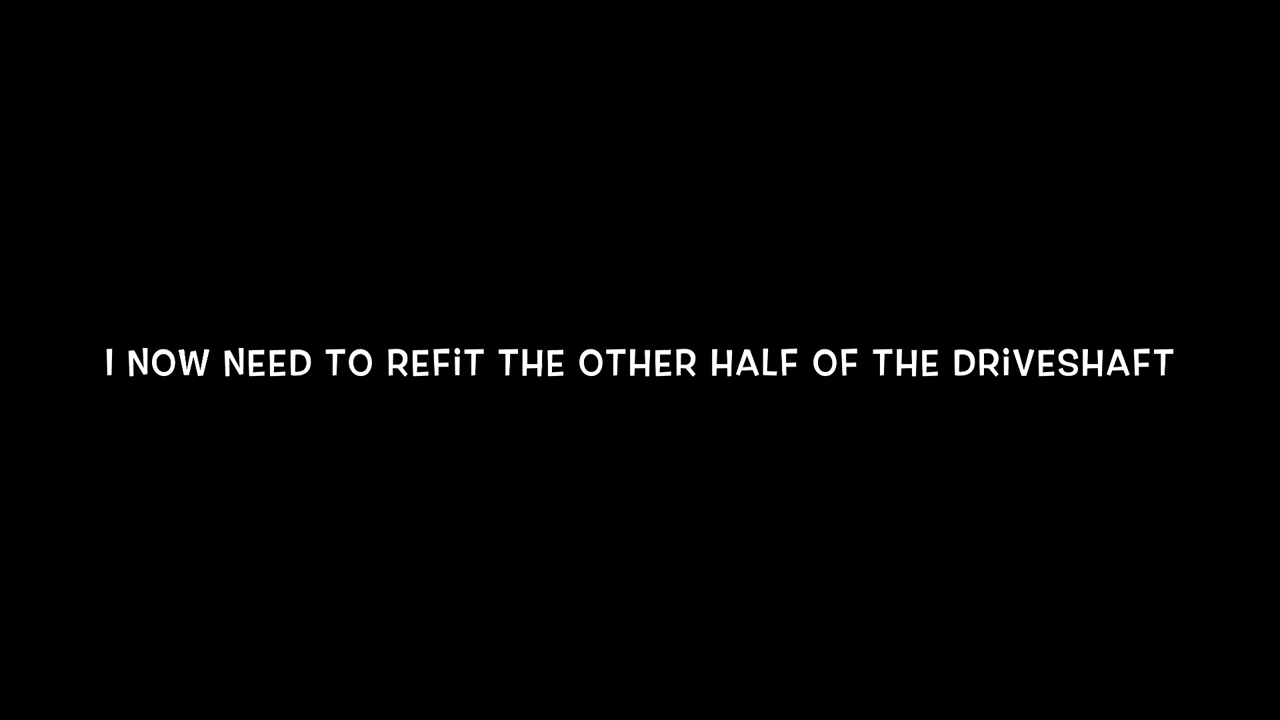 I NOW NEED TO REFiT THE OTHER HALF OF THE DRiVESHAFT